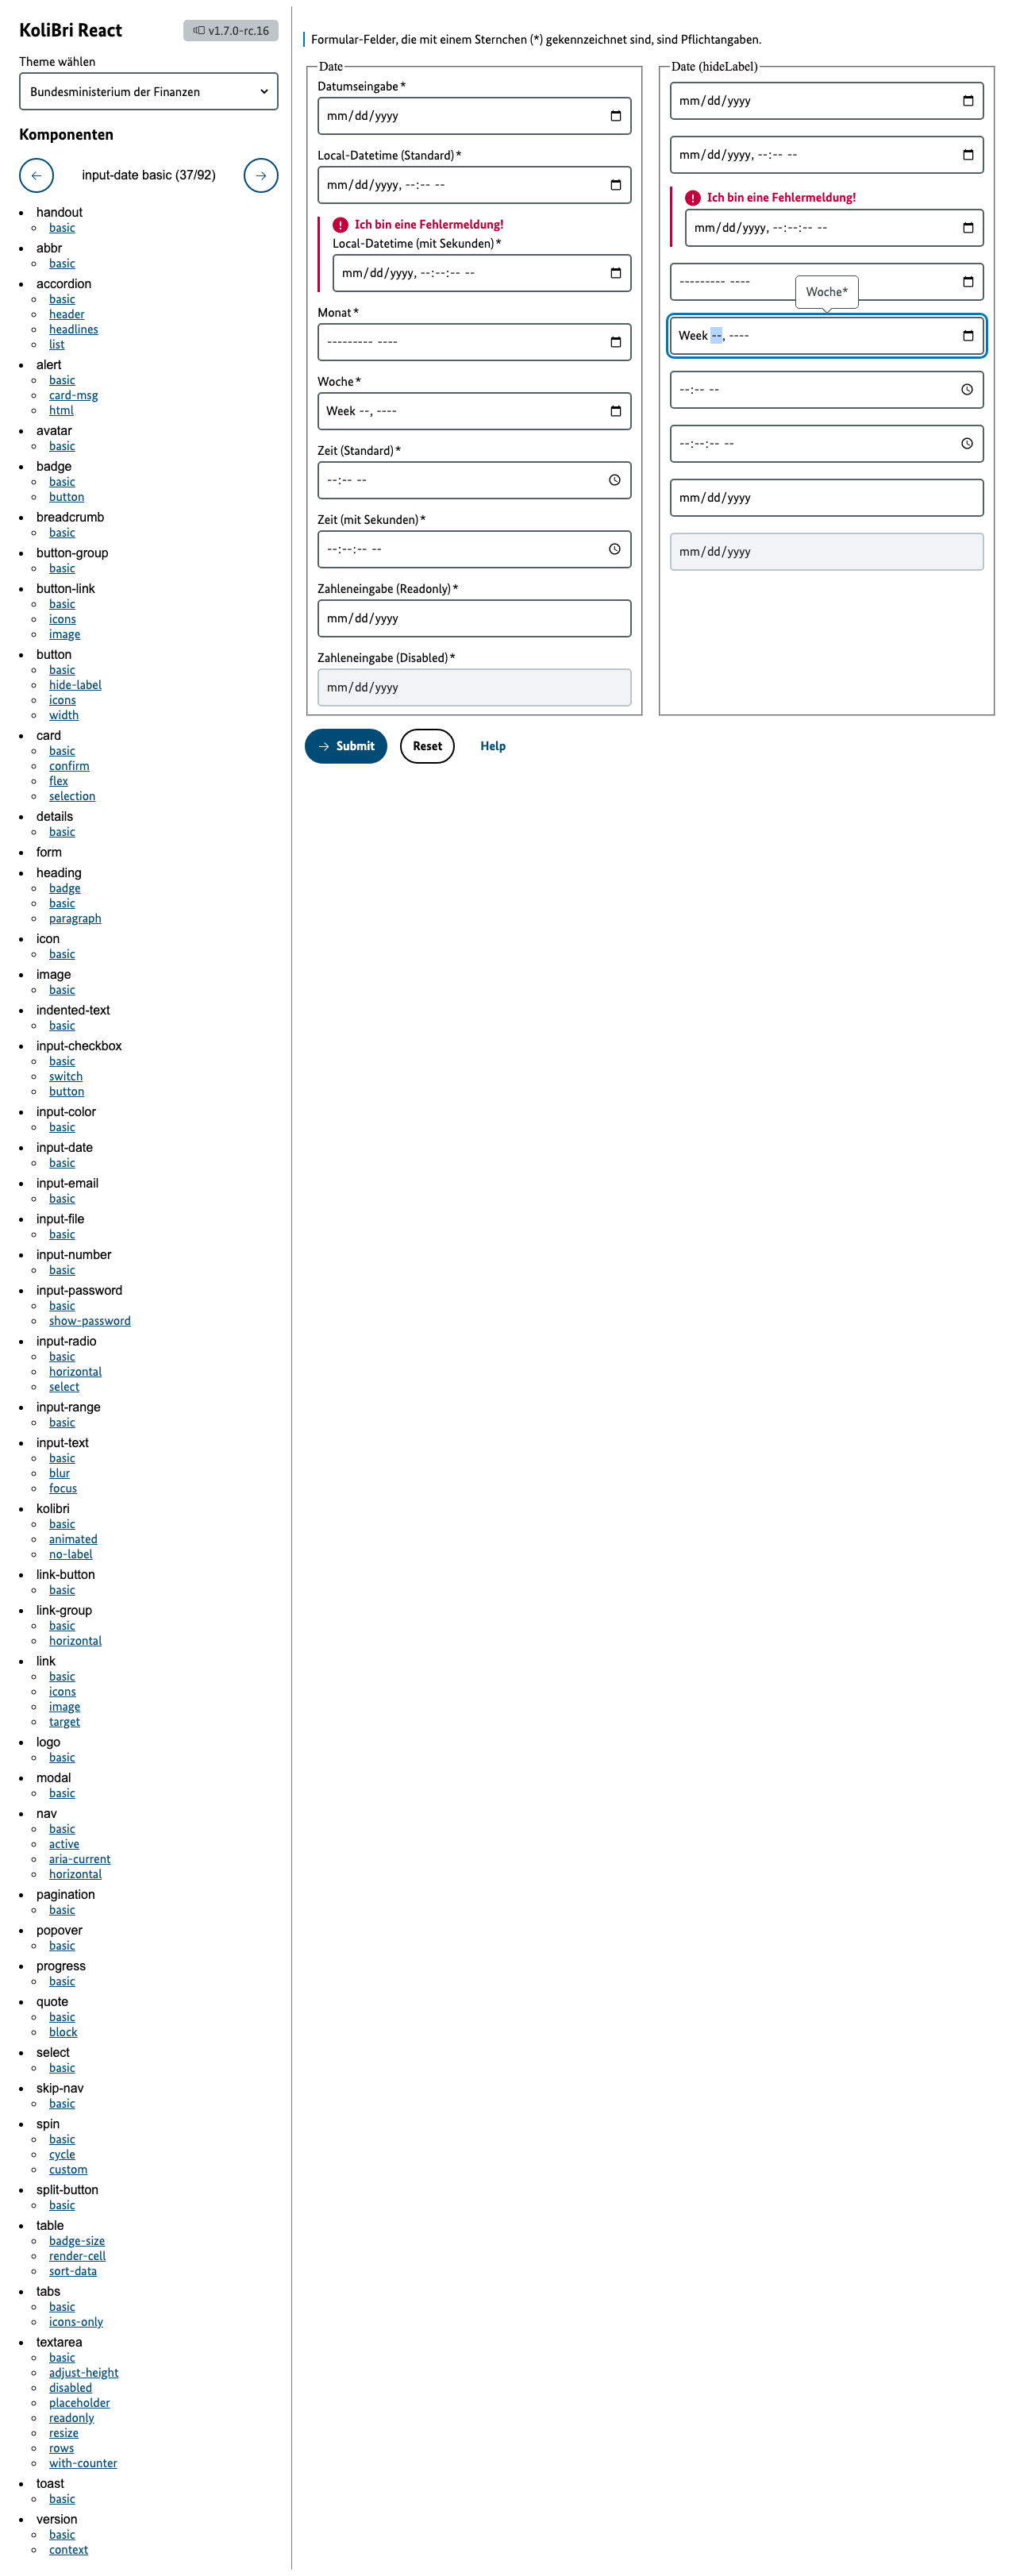 KoliBri React
v1.7.0-rc.16
Theme wählen
Bundesministerium der Finanzen
Komponenten
input-date basic (37/92)
handout
basic
abbr
basic
accordion
basic
header
headlines
list
alert
basic
card-msg
html
avatar
basic
badge
basic
button
breadcrumb
basic
button-group
basic
button-link
basic
icons
image
button
basic
hide-label
icons
width
card
basic
confirm
flex
selection
details
basic
form
heading
badge
basic
paragraph
icon
basic
image
basic
indented-text
basic
input-checkbox
basic
switch
button
input-color
basic
input-date
basic
input-email
basic
input-file
basic
input-number
basic
input-password
basic
show-password
input-radio
basic
horizontal
select
input-range
basic
input-text
basic
blur
focus
kolibri
basic
animated
no-label
link-button
basic
link-group
basic
horizontal
link
basic
icons
image
target
logo
basic
modal
basic
nav
basic
active
aria-current
horizontal
pagination
basic
popover
basic
progress
basic
quote
basic
block
select
basic
skip-nav
basic
spin
basic
cycle
custom
split-button
basic
table
badge-size
render-cell
sort-data
tabs
basic
icons-only
textarea
basic
adjust-height
disabled
placeholder
readonly
resize
rows
with-counter
toast
basic
version
basic
context
Formular-Felder, die mit einem Sternchen (*) gekennzeichnet sind, sind Pflichtangaben.
Date
Datumseingabe*
mm/dd/yyyy
Local-Datetime (Standard)*
mm/dd/yyyy, --:-- --
Ich bin eine Fehlermeldung!
Local-Datetime (mit Sekunden)*
mm/dd/yyyy, --:--:-- --
Monat*
--------- ----
Woche*
Week --, ----
Zeit (Standard)*
--:-- --
Zeit (mit Sekunden)*
--:--:-- --
Zahleneingabe (Readonly)*
mm/dd/yyyy
Zahleneingabe (Disabled)*
mm/dd/yyyy
Date (hideLabel)
mm/dd/yyyy
mm/dd/yyyy, --:-- --
Ich bin eine Fehlermeldung!
mm/dd/yyyy, --:--:-- --
--------- ----
Woche*
Week --, ----
--:-- --
--:--:-- --
mm/dd/yyyy
mm/dd/yyyy
Submit
Reset
Help